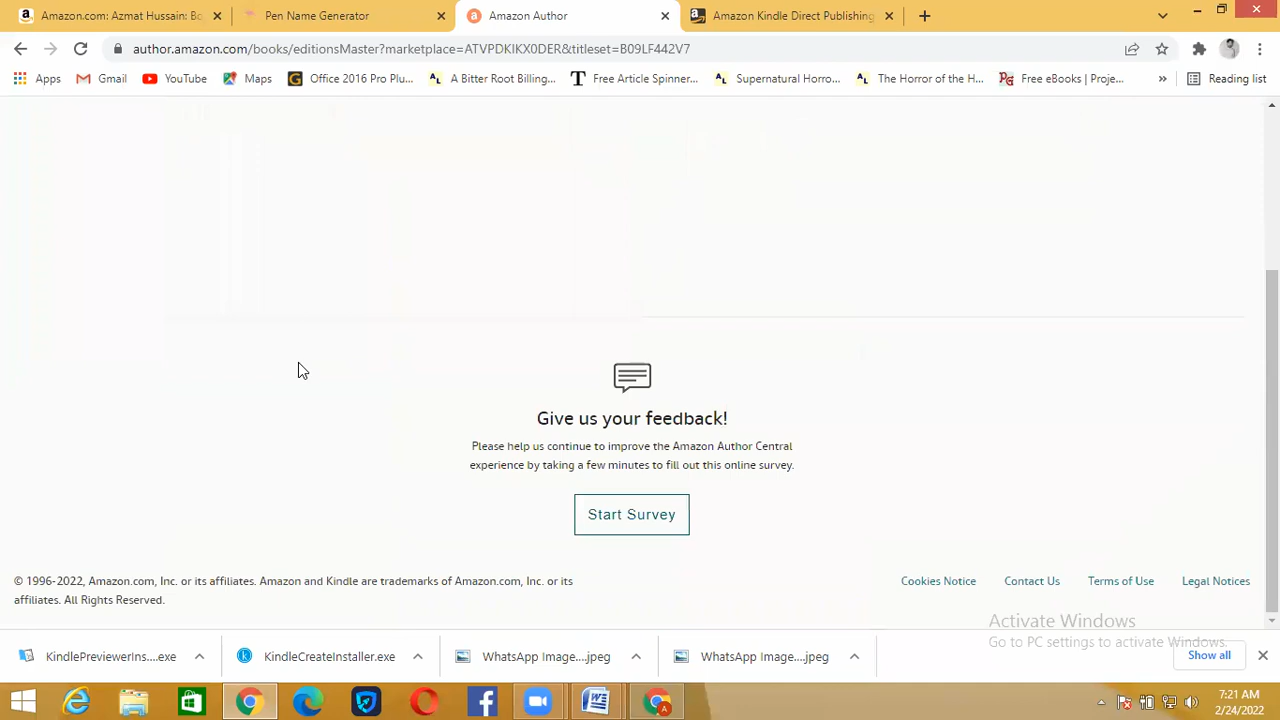 Amazon.com: Azmat Hussain: Bo
Pen Name Generator
Amazon Author
Amazon Kindle Direct Publishing
author.amazon.com/books/editionsMaster?marketplace=ATVPDKIKX0DER&titleset=B09LF442V7
Apps
Gmail
YouTube
Maps
Office 2016 Pro Plu...
A Bitter Root Billing...
Free Article Spinner...
Supernatural Horro...
The Horror of the H...
Free eBooks | Proje...
Reading list
Give us your feedback!
Please help us continue to improve the Amazon Author Central
experience by taking a few minutes to fill out this online survey.
Start Survey
© 1996-2022, Amazon.com, Inc. or its affiliates. Amazon and Kindle are trademarks of Amazon.com, Inc. or its
affiliates. All Rights Reserved.
Cookies Notice
Contact Us
Terms of Use
Legal Notices
Activate Windows
Go to PC settings to activate Windows.
KindlePreviewerIns....exe
KindleCreateInstaller.exe
WhatApp Image....jpeg
WhatsApp Image....jpeg
Show all
7:21 AM
2/24/2022